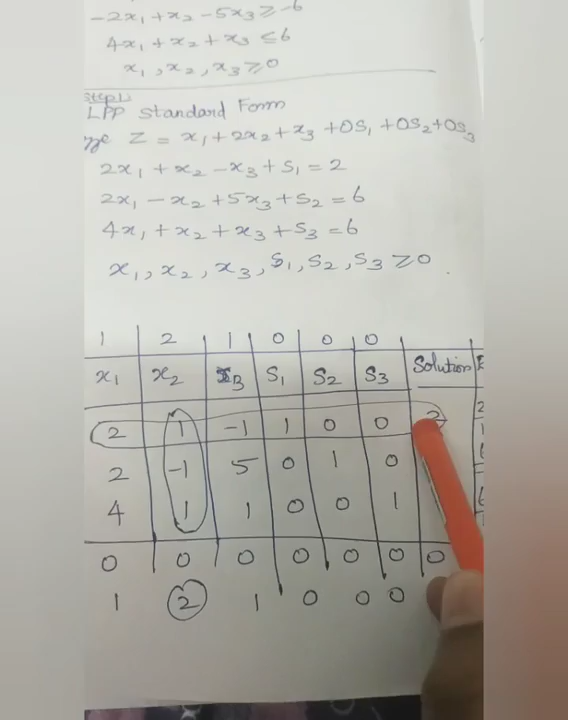 -2x₁ + x₂ - 5x₃ ≥ -6
4x₁ + x₂ + x₃ ≤ 6
x₁, x₂, x₃ ≥ 0
Step1:
LPP standard Form
Z = x₁ + 2x₂ + x₃ + 0S₁ + 0S₂ + 0S₃
2x₁ + x₂ - x₃ + S₁ = 2
2x₁ - x₂ + 5x₃ + S₂ = 6
4x₁ + x₂ + x₃ + S₃ = 6
x₁, x₂, x₃, S₁, S₂, S₃ ≥ 0
1 2 1 0 0 0
x₁ x₂ S₁ S₂ S₃ Solution
2 1 -1 1 0 0 2
2 -1 5 0 1 0
4 1 1 0 0 1
0 0 0 0 0 0 0
1 2 1 0 0 0